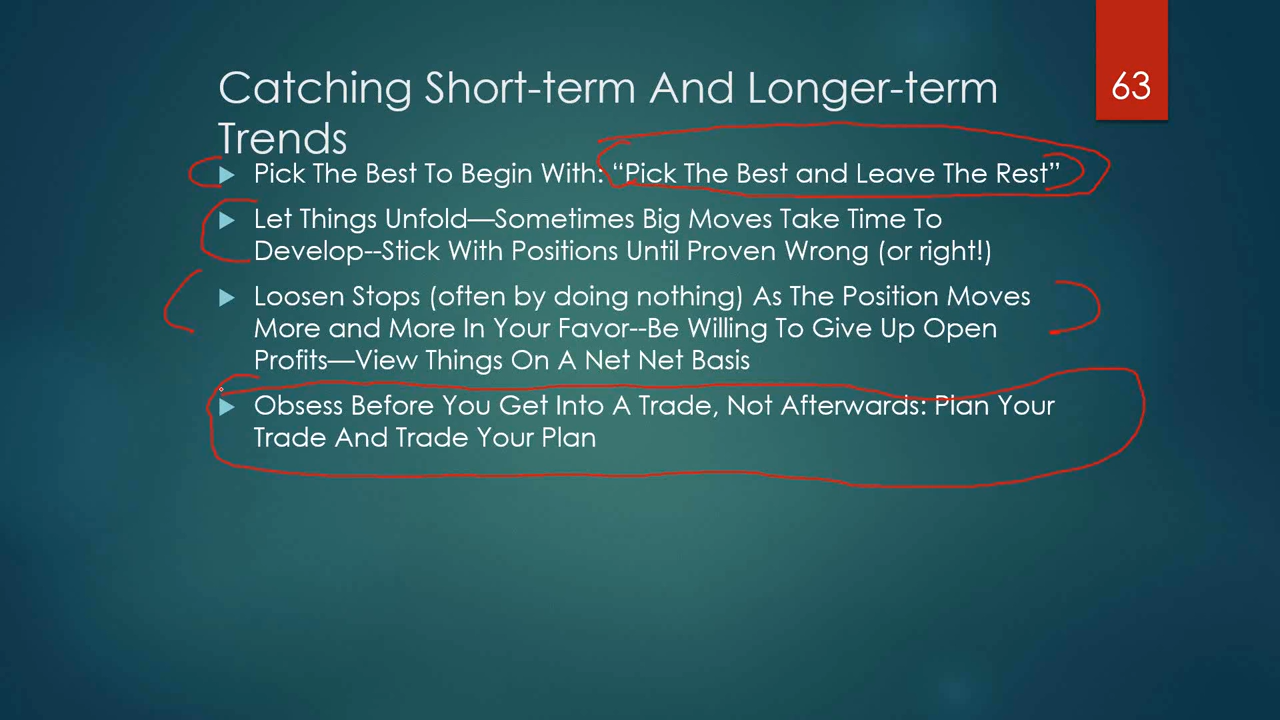 63
Catching Short-term And Longer-term
Trends
Pick The Best To Begin With: “Pick The Best and Leave The Rest”
Let Things Unfold—Sometimes Big Moves Take Time To
Develop--Stick With Positions Until Proven Wrong (or right!)
Loosen Stops (often by doing nothing) As The Position Moves
More and More In Your Favor--Be Willing To Give Up Open
Profits—View Things On A Net Net Basis
Obsess Before You Get Into A Trade, Not Afterwards: Plan Your
Trade And Trade Your Plan